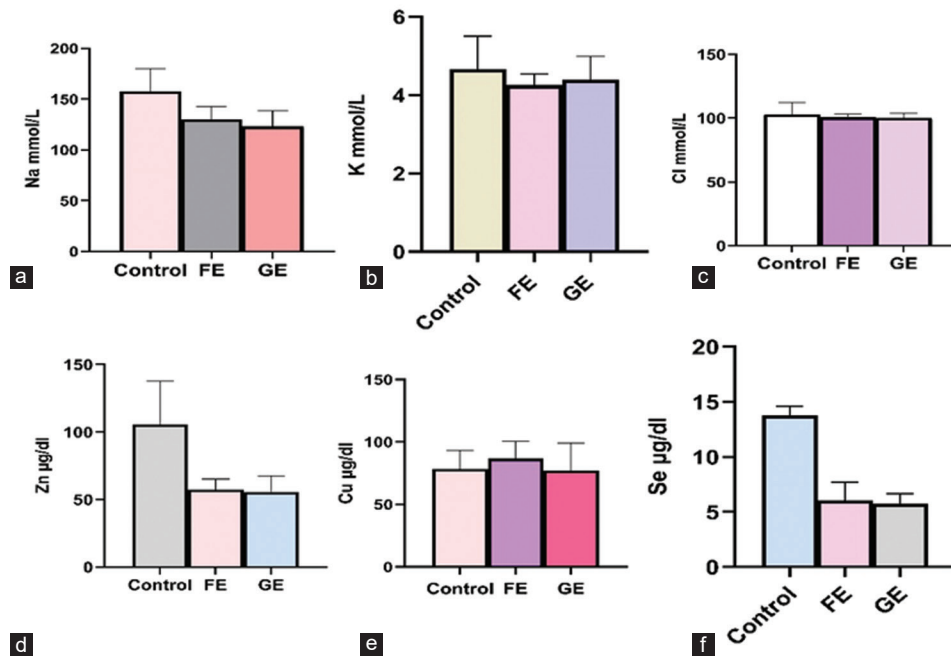 200
150
100
50
0
Na mmol/L
Control FE GE
a
6
4
2
0
K mmol/L
Control FE GE
b
150
100
50
0
Cl mmol/L
Control FE GE
c
150
100
50
0
Zn µg/dl
Control FE GE
d
150
100
50
0
Cu µg/dl
Control FE GE
e
20
15
10
5
0
Se µg/dl
Control FE GE
f